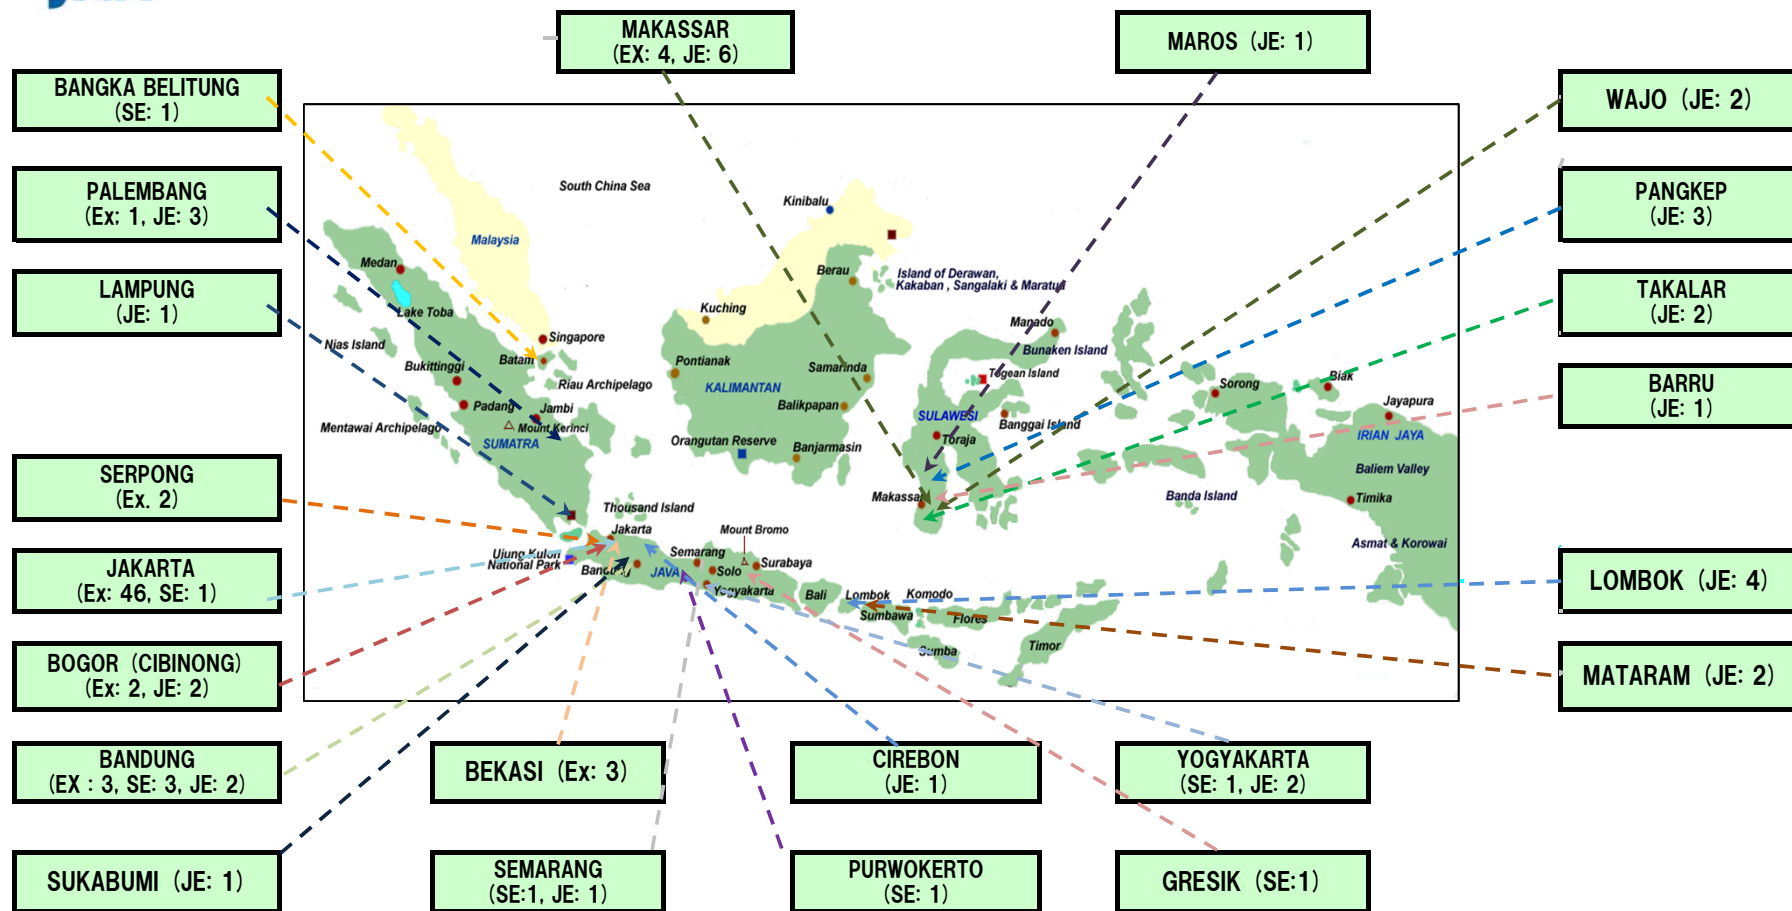 MAKASSAR
(EX: 4, JE: 6)
MAROS (JE: 1)
BANGKA BELITUNG
(SE: 1)
WAJO (JE: 2)
PALEMBANG
(Ex; 1, JE: 3)
PANGKEP
(JE: 3)
LAMPUNG
(JE: 1)
TAKALAR
(JE: 2)
BARRU
(JE: 1)
SERPONG
(Ex. 2)
JAKARTA
(Ex: 46, SE: 1)
LOMBOK (JE: 4)
BOGOR (CIBINONG)
(Ex: 2, JE: 2)
MATARAM (JE: 2)
BANDUNG
(EX : 3, SE: 3, JE: 2)
BEKASI (Ex: 3)
CIREBON
(JE: 1)
YOGYAKARTA
(SE: 1, JE: 2)
SUKABUMI (JE: 1)
SEMARANG
(SE:1, JE: 1)
PURWOKERTO
(SE: 1)
GRESIK (SE:1)
South China Sea
Kinibalu
Malaysia
Medan
Berau
Island of Derawan,
Kakaban , Sangalaki & Maratua
Lake Toba
Kuching
Manado
Singapore
Nias Island
Bunaken Island
Batam
Bukittinggi
Pontianak
Samarinda
Togean Island
Riau Archipelago
KALIMANTAN
Sorong
Biak
Padang
Jambi
Balikpapan
SULAWESI
Jayapura
Mentawai Archipelago
Mount Kerinci
Banggai Island
SUMATRA
Orangutan Reserve
Banjarmasin
Toraja
IRIAN JAYA
Baliem Valley
Makassar
Banda Island
Timika
Thousand Island
Jakarta
Mount Bromo
Asmat & Korowai
Ujung Kulon
National Park
Semarang
Surabaya
Bandung
JAVA
Solo
Yogyakarta
Bali
Lombok
Komodo
Sumbawa
Flores
Sumba
Timor